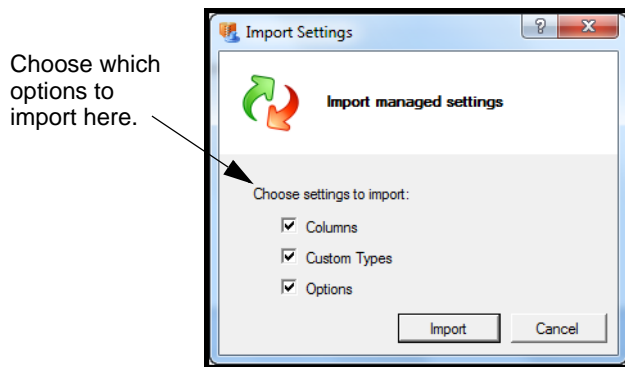 Import Settings
?
X
Choose which
options to
import here.
Import managed settings
Choose settings to import:
Columns
Custom Types
Options
Import
Cancel